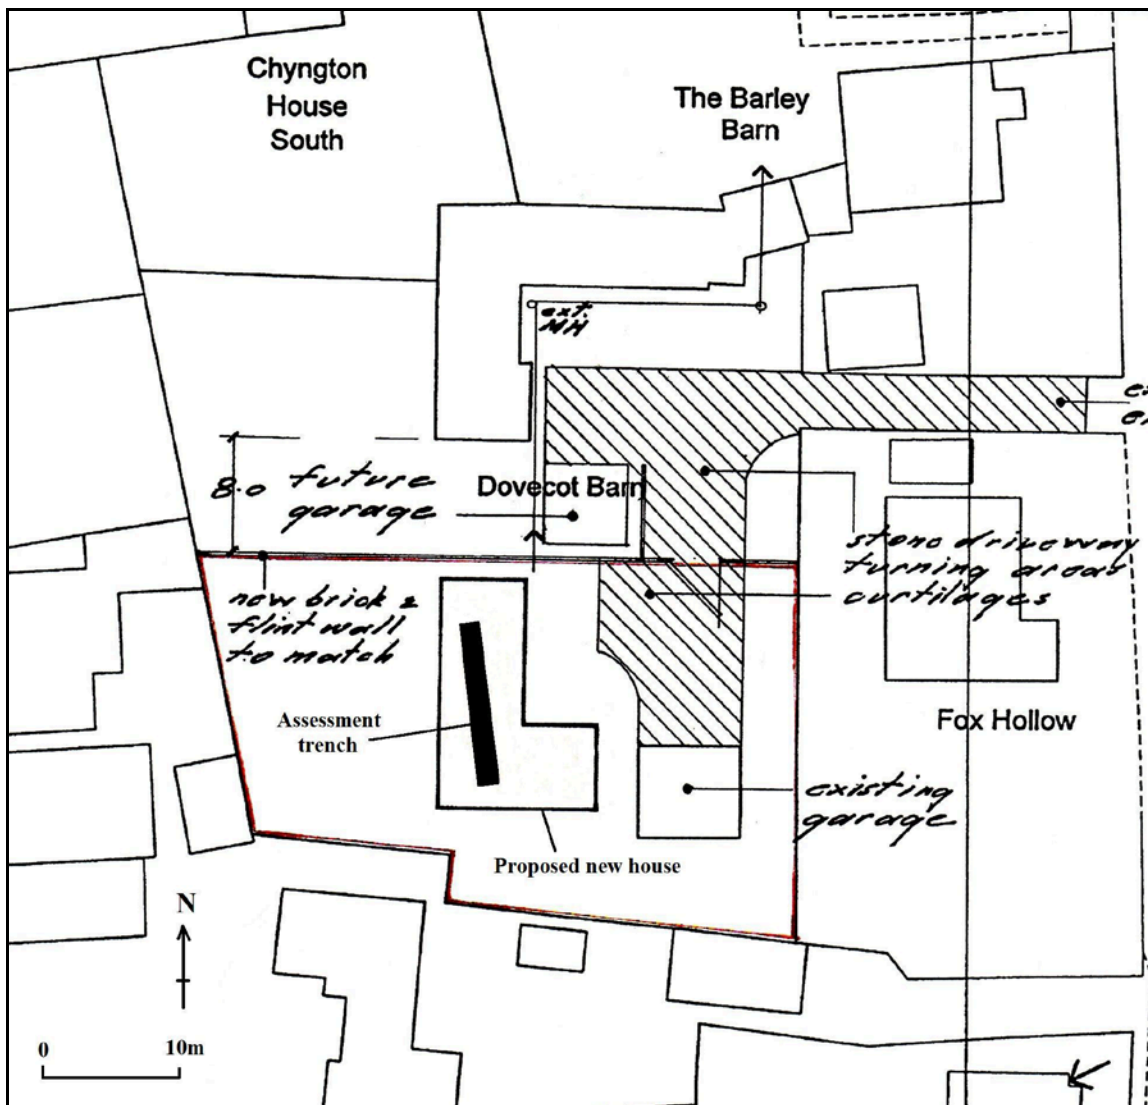 Chyngton
House
South
The Barley
Barn
ext.
MH
8.0
future
garage
Dovecot Barn
new brick &
flint wall
to match
stone driveway
turning areas
curtilages
Assessment
trench
Fox Hollow
existing
garage
Proposed new house
N
0
10m